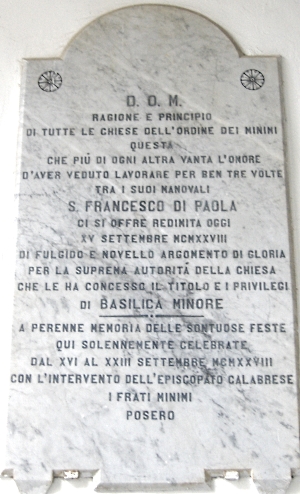 D. O. M.
RAGIONE E PRINCIPIO
DI TUTTE LE CHIESE DELL'ORDINE DEI MINIMI
QUESTA
CHE PIÚ DI OGNI ALTRA VANTA L'ONORE
D'AVER VEDUTO LAVORARE PER BEN TRE VOLTE
TRA I SUOI MANOVALI
S. FRANCESCO DI PAOLA
CI SI OFFRE REDIMITA OGGI
XV SETTEMBRE MCMXXVIII
DI FULGIDO E NOVELLO ARGOMENTO DI GLORIA
PER LA SUPREMA AUTORITÁ DELLA CHIESA
CHE LE HA CONCESSO IL TITOLO E I PRIVILEGI
DI BASILICA MINORE
A PERENNE MEMORIA DELLE SONTUOSE FESTE
QUI SOLENNEMENTE CELEBRATE
DAL XVI AL XXIII SETTEMBRE MCMXXVIII
CON L'INTERVENTO DELL'EPISCOPATO CALABRESE
I FRATI MINIMI
POSERO